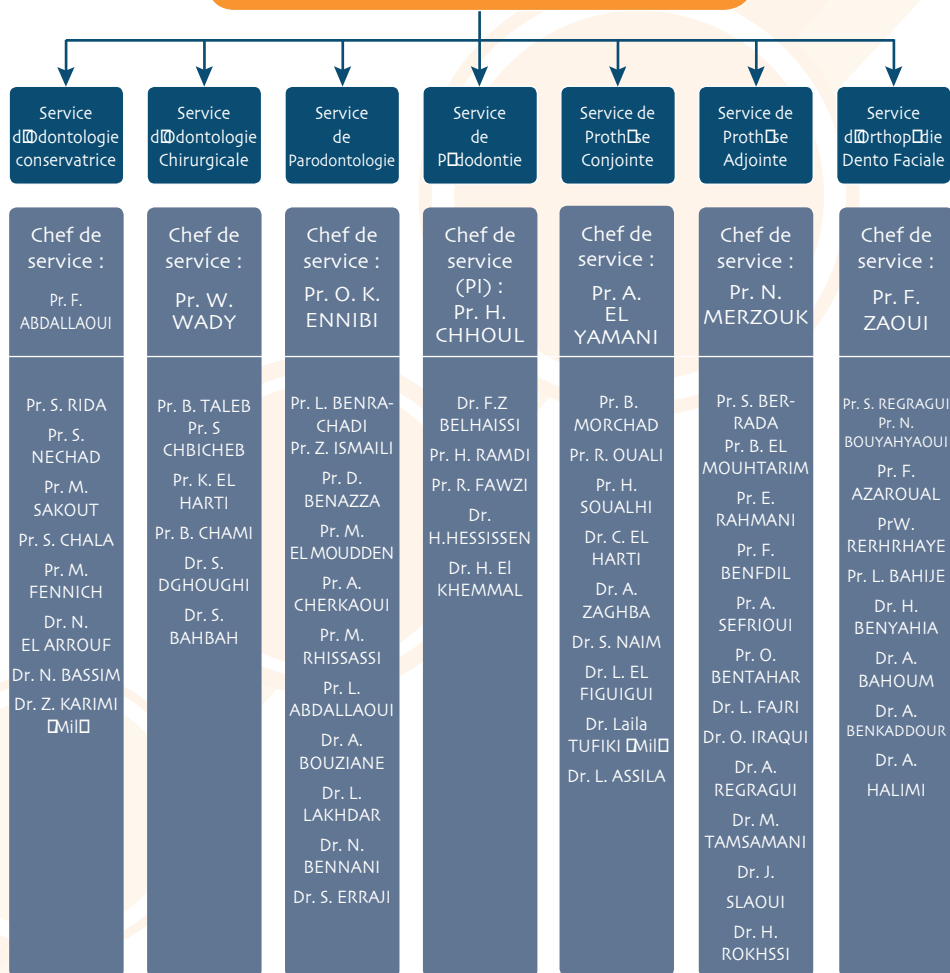 Service
d□Odontologie
conservatrice
Chef de
service :
Pr. F.
ABDALLAOUI
Pr. S. RIDA
Pr. S.
NECHAD
Pr. M.
SAKOUT
Pr. S. CHALA
Pr. M.
FENNICH
Dr. N.
EL ARROUF
Dr. N. BASSIM
Dr. Z. KARIMI
□Mil□
Service
d□Odontologie
Chirurgicale
Chef de
service :
Pr. W.
WADY
Pr. B. TALEB
Pr. S
CHBICHEB
Pr. K. EL
HARTI
Pr. B. CHAMI
Dr. S.
DGHOUGHI
Dr. S.
BAHBAH
Service
de
Parodontologie
Chef de
service :
Pr. O. K.
ENNIBI
Pr. L. BENRA-
CHADI
Pr. Z. ISMAILI
Pr. D.
BENAZZA
Pr. M.
EL MOUDDEN
Pr. A.
CHERKAOUI
Pr. M.
RHISSASSI
Pr. L.
ABDALLAOUI
Dr. A.
BOUZIANE
Dr. L.
LAKHDAR
Dr. N.
BENNANI
Dr. S. ERRAJI
Service
de
P□dodontie
Chef de
service
(PI) :
Pr. H.
CHHOUL
Dr. F.Z
BELHAISSI
Pr. H. RAMDI
Pr. R. FAWZI
Dr.
H.HESSISSEN
Dr. H. El
KHEMMAL
Service de
Proth□se
Conjointe
Chef de
service :
Pr. A.
EL
YAMANI
Pr. B.
MORCHAD
Pr. R. OUALI
Pr. H.
SOUALHI
Dr. C. EL
HARTI
Dr. A.
ZAGHBA
Dr. S. NAIM
Dr. L. EL
FIGUIGUI
Dr. Laila
TUFIKI □Mil□
Dr. L. ASSILA
Service de
Proth□se
Adjointe
Chef de
service :
Pr. N.
MERZOUK
Pr. S. BER-
RADA
Pr. B. EL
MOUHTARIM
Pr. E.
RAHMANI
Pr. F.
BENFDIL
Pr. A.
SEFRIOUI
Pr. O.
BENTAHAR
Dr. L. FAJRI
Dr. O. IRAQUI
Dr. A.
REGRAGUI
Dr. M.
TAMSAMANI
Dr. J.
SLAOUI
Dr. H.
ROKHSSI
Service
d□Orthop□die
Dento Faciale
Chef de
service :
Pr. F.
ZAOUI
Pr. S. REGRAGUI
Pr. N.
BOUYAHYAOUI
Pr. F.
AZAROUAL
PrW.
RERHRHAYE
Pr. L. BAHIJE
Dr. H.
BENYAHIA
Dr. A.
BAHOUM
Dr. A.
BENKADDOUR
Dr. A.
HALIMI